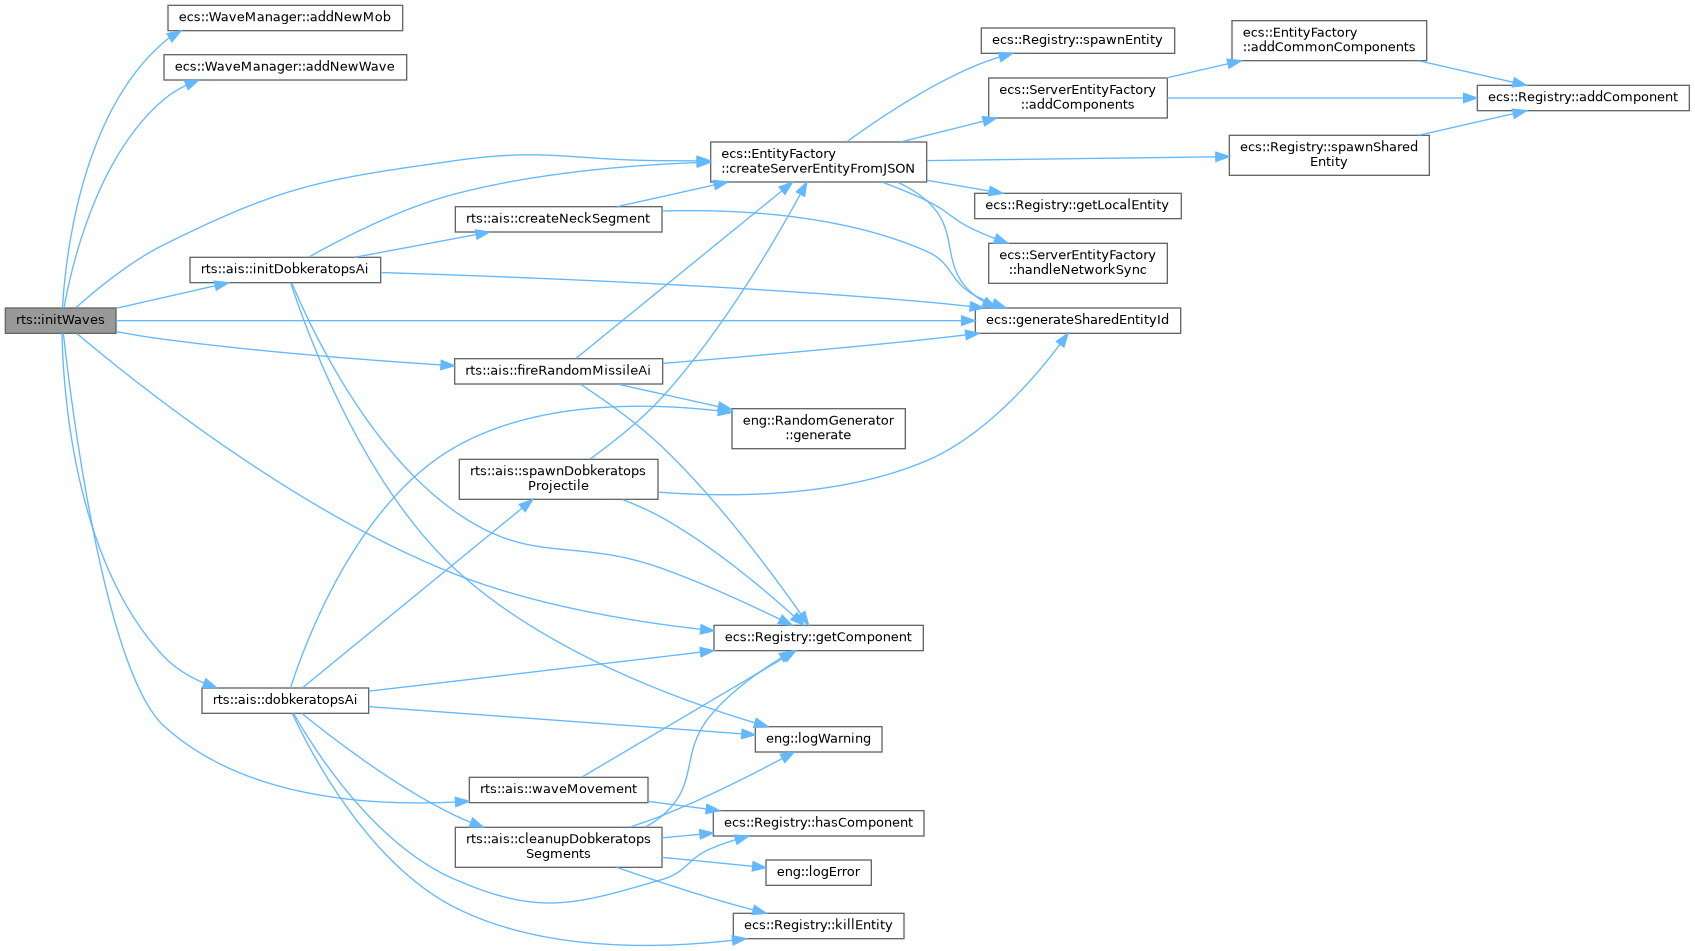 ecs::WaveManager::addNewMob
ecs::WaveManager::addNewWave
ecs::Registry::spawnEntity
ecs::EntityFactory
::addCommonComponents
ecs::ServerEntityFactory
::addComponents
ecs::Registry::addComponent
ecs::EntityFactory
::createServerEntityFromJSON
ecs::Registry::spawnShared
Entity
ecs::Registry::getLocalEntity
rts::ais::createNeckSegment
ecs::ServerEntityFactory
::handleNetworkSync
rts::ais::initDobkeratopsAi
rts::initWaves
ecs::generateSharedEntityId
rts::ais::fireRandomMissileAi
eng::RandomGenerator
::generate
rts::ais::spawnDobkeratops
Projectile
ecs::Registry::getComponent
rts::ais::dobkeratopsAi
eng::logWarning
rts::ais::waveMovement
ecs::Registry::hasComponent
rts::ais::cleanupDobkeratops
Segments
eng::logError
ecs::Registry::killEntity